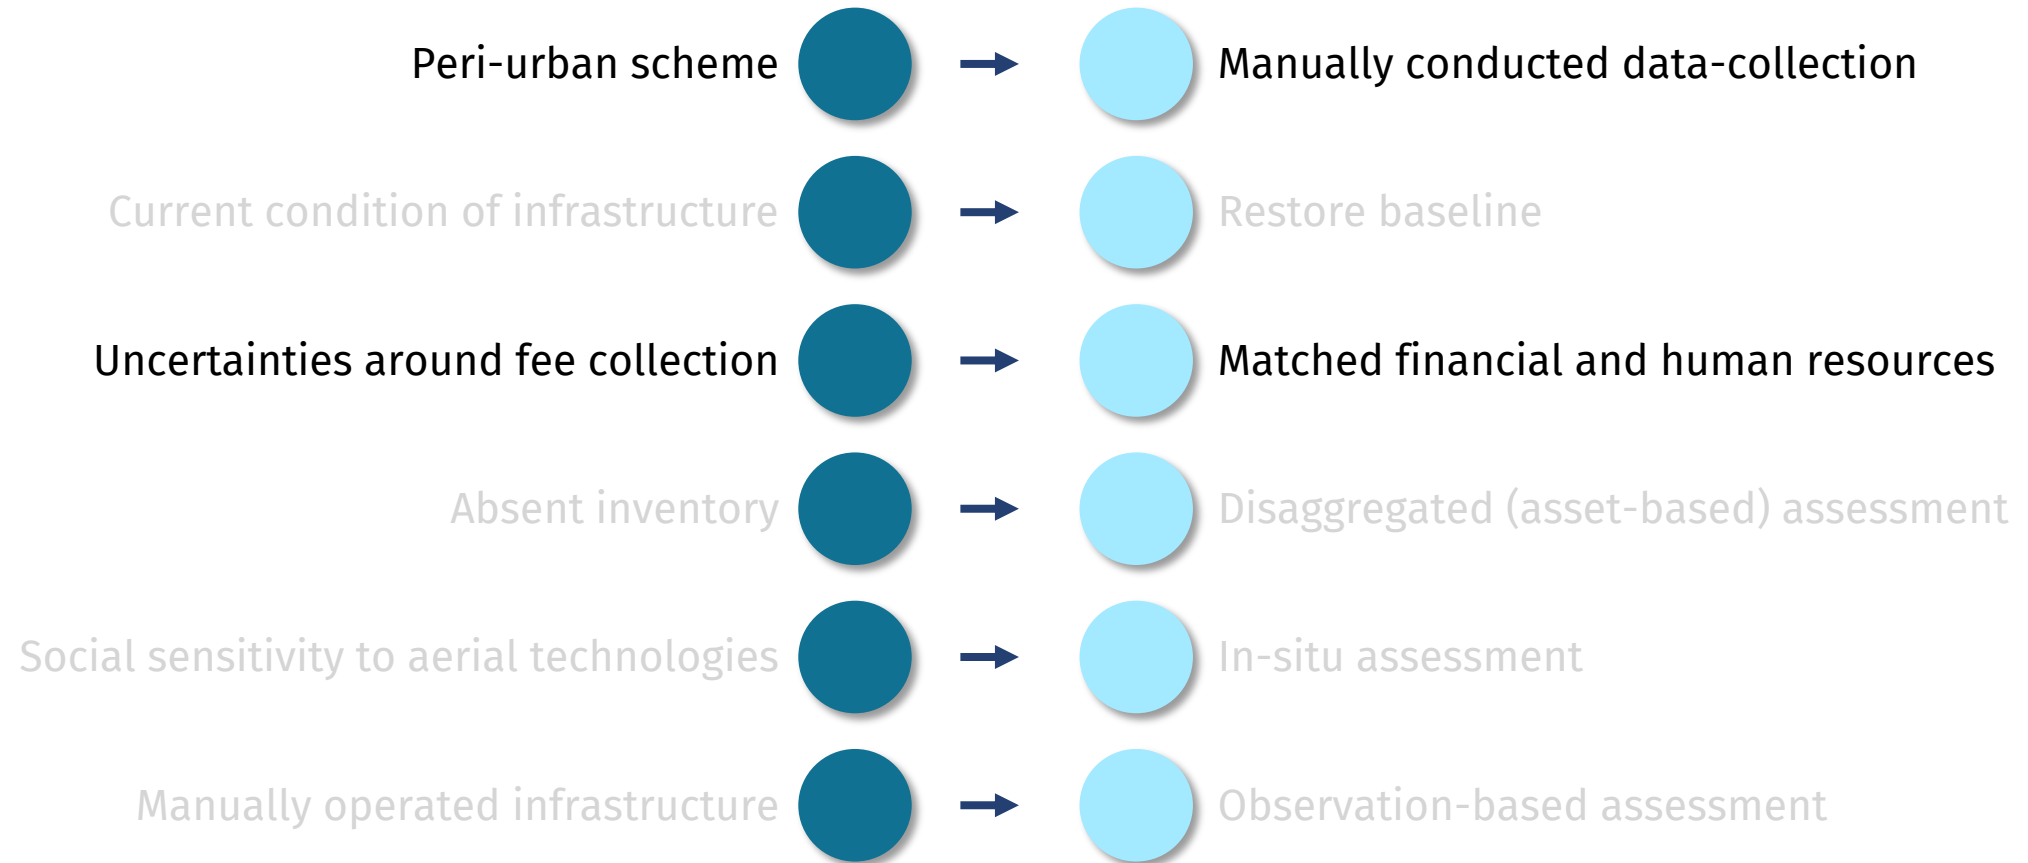 Peri-urban scheme Manually conducted data-collection
Current condition of infrastructure Restore baseline
Uncertainties around fee collection Matched financial and human resources
Absent inventory Disaggregated (asset-based) assessment
Social sensitivity to aerial technologies In-situ assessment
Manually operated infrastructure Observation-based assessment